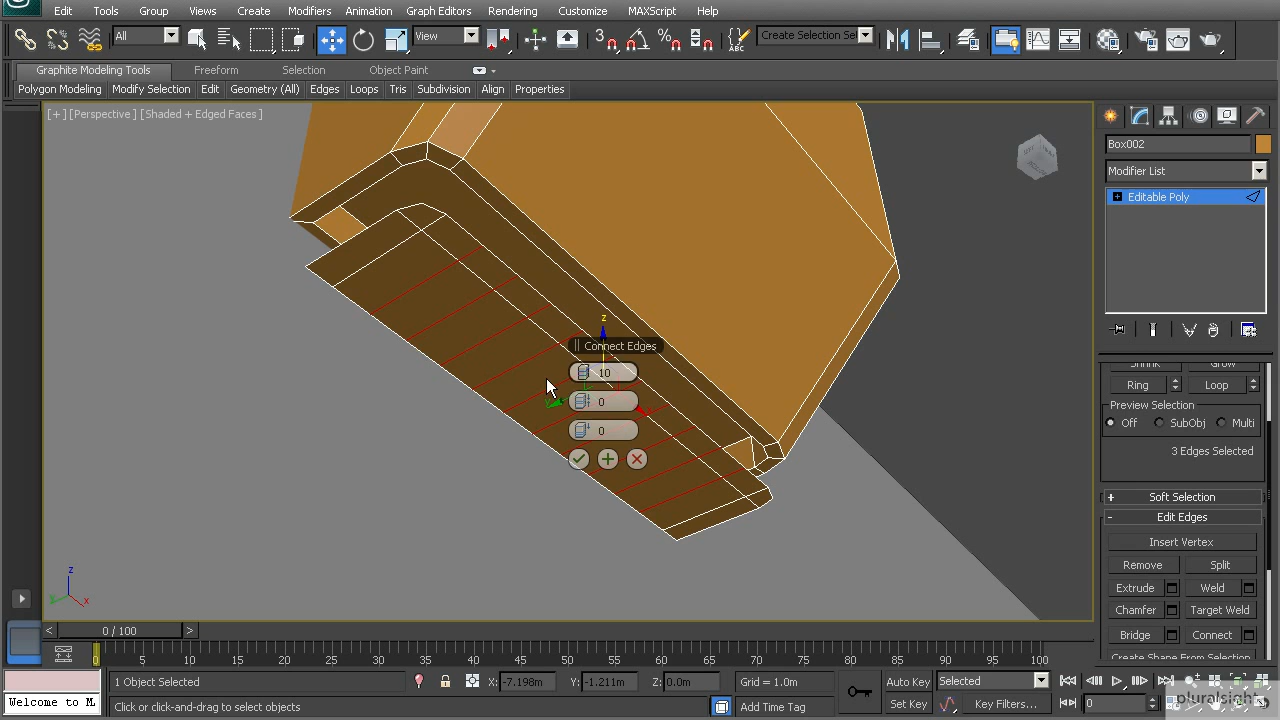 Edit Tools Group Views Create Modifiers Animation Graph Editors Rendering Customize MAXScript Help
All View Create Selection Se
Graphite Modeling Tools Freeform Selection Object Paint
Polygon Modeling Modify Selection Edit Geometry (All) Edges Loops Tris Subdivision Align Properties
[+] [Perspective] [Shaded + Edged Faces]
Box002
Modifier List
Editable Poly
z
Connect Edges
10
0
0
Shrink Grow
Ring Loop
Preview Selection
Off SubObj Multi
3 Edges Selected
+ Soft Selection
- Edit Edges
Insert Vertex
Remove Split
Extrude Weld
Chamfer Target Weld
Bridge Connect
Create Shape From Selection
z
y x
< 0 / 100 >
0 5 10 15 20 25 30 35 40 45 50 55 60 65 70 75 80 85 90 95 100
1 Object Selected X: -7.198m Y: -1.211m Z: 0.0m Grid = 1.0m Auto Key Selected
Welcome to M Click or click-and-drag to select objects Add Time Tag Set Key Key Filters... 0
pluralsight